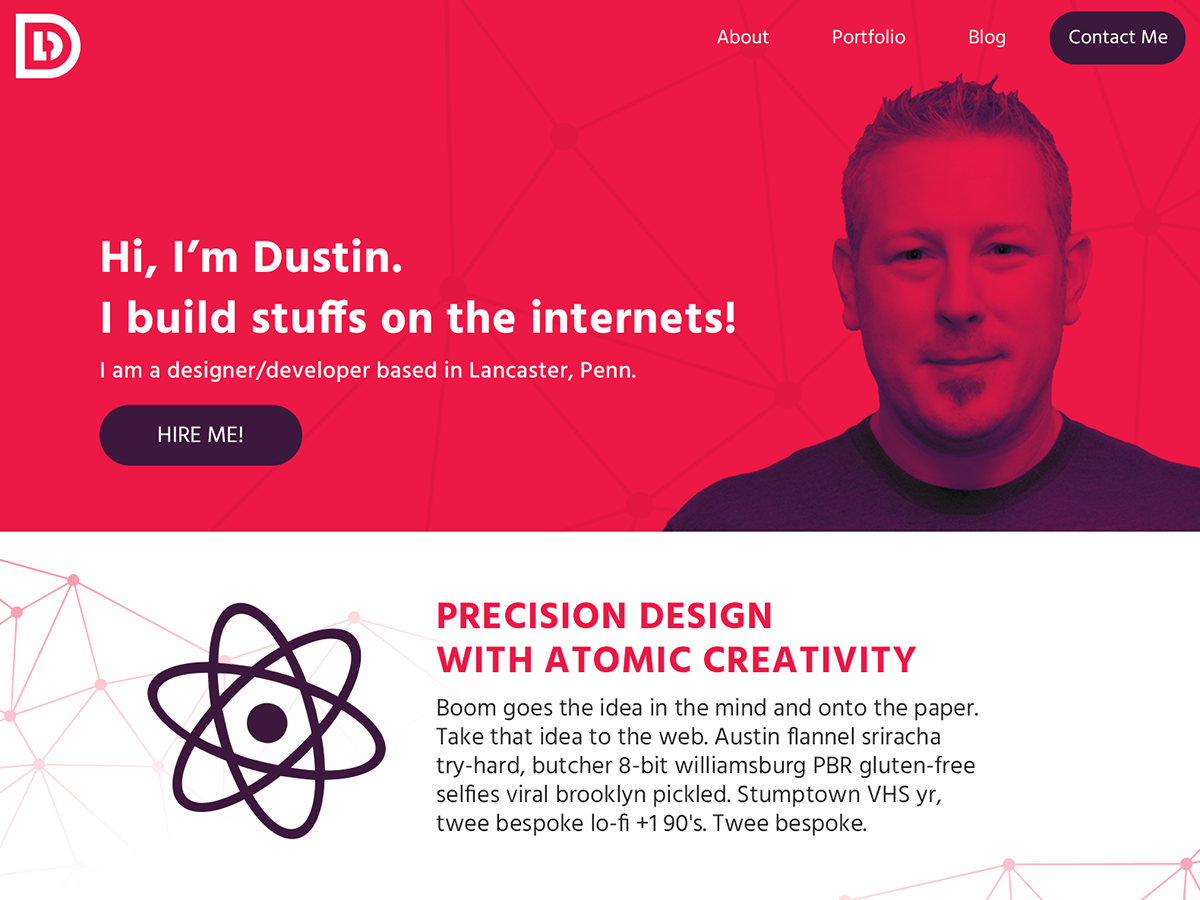 About Portfolio Blog Contact Me
Hi, I’m Dustin.
I build stuffs on the internets!
I am a designer/developer based in Lancaster, Penn.
HIRE ME!
PRECISION DESIGN
WITH ATOMIC CREATIVITY
Boom goes the idea in the mind and onto the paper.
Take that idea to the web. Austin flannel sriracha
try-hard, butcher 8-bit williamsburg PBR gluten-free
selfies viral brooklyn pickled. Stumptown VHS yr,
twee bespoke lo-fi +1 90's. Twee bespoke.